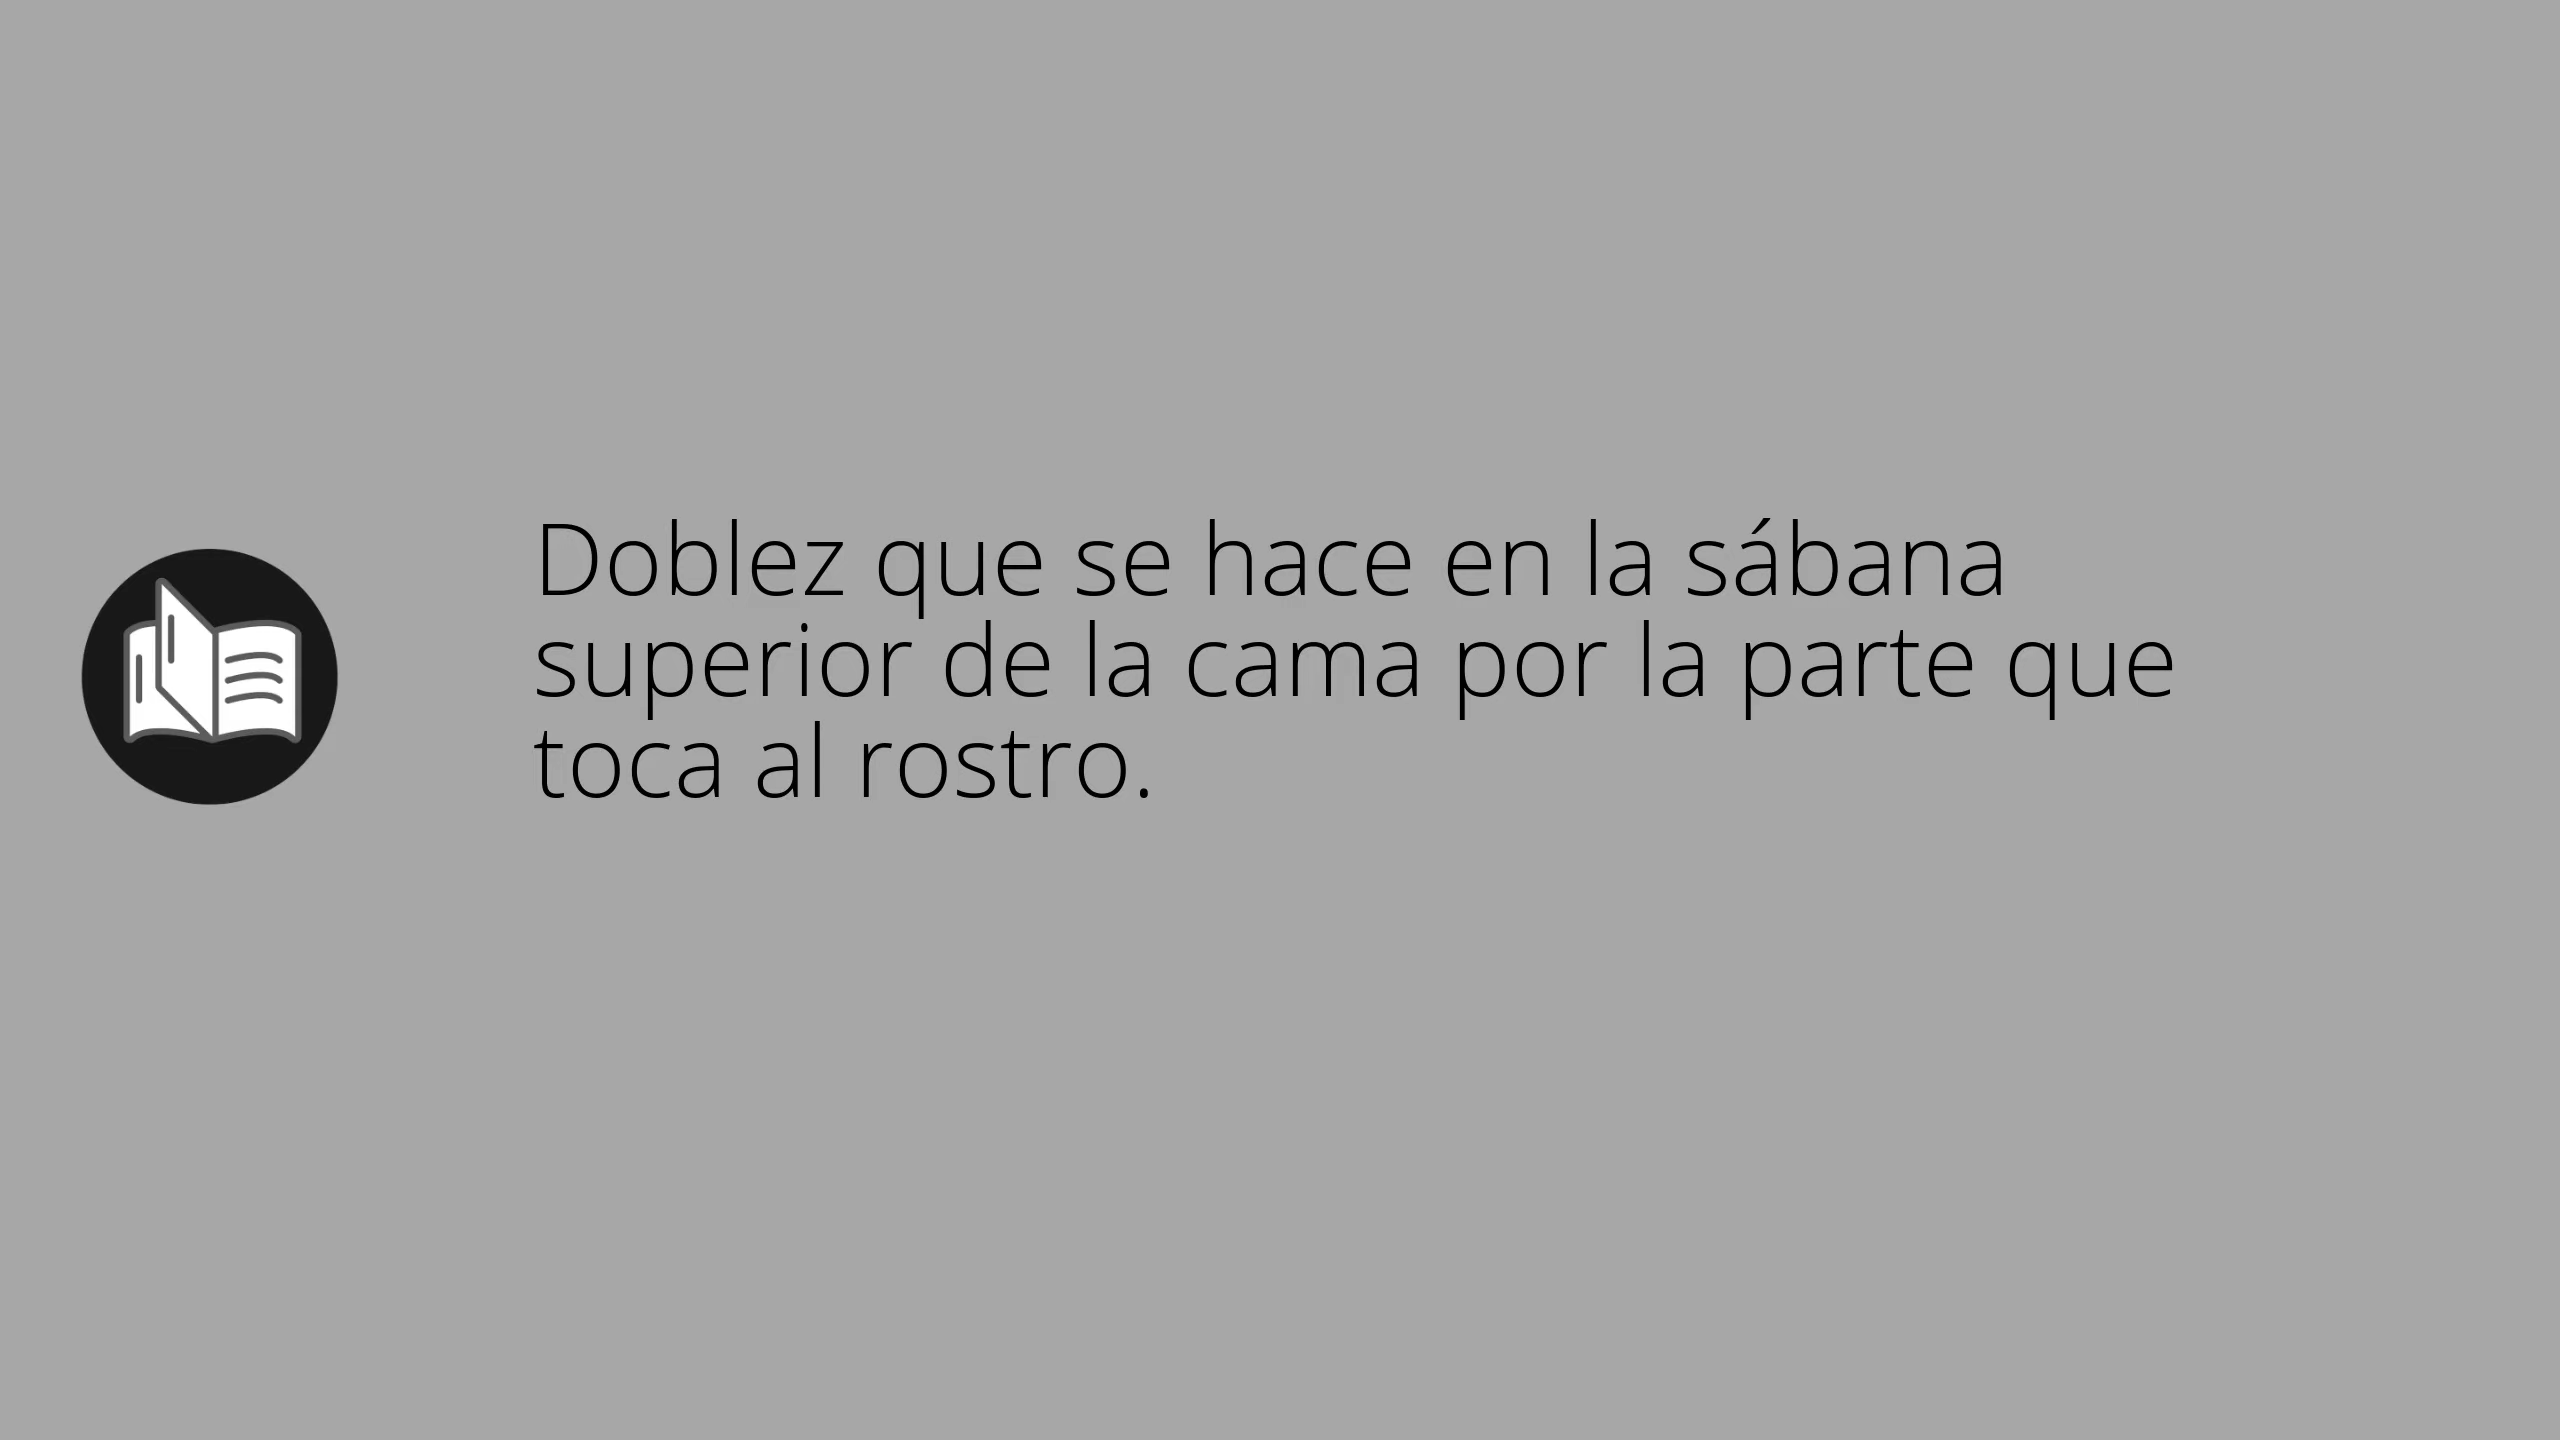 Doblez que se hace en la sábana
superior de la cama por la parte que
toca al rostro.